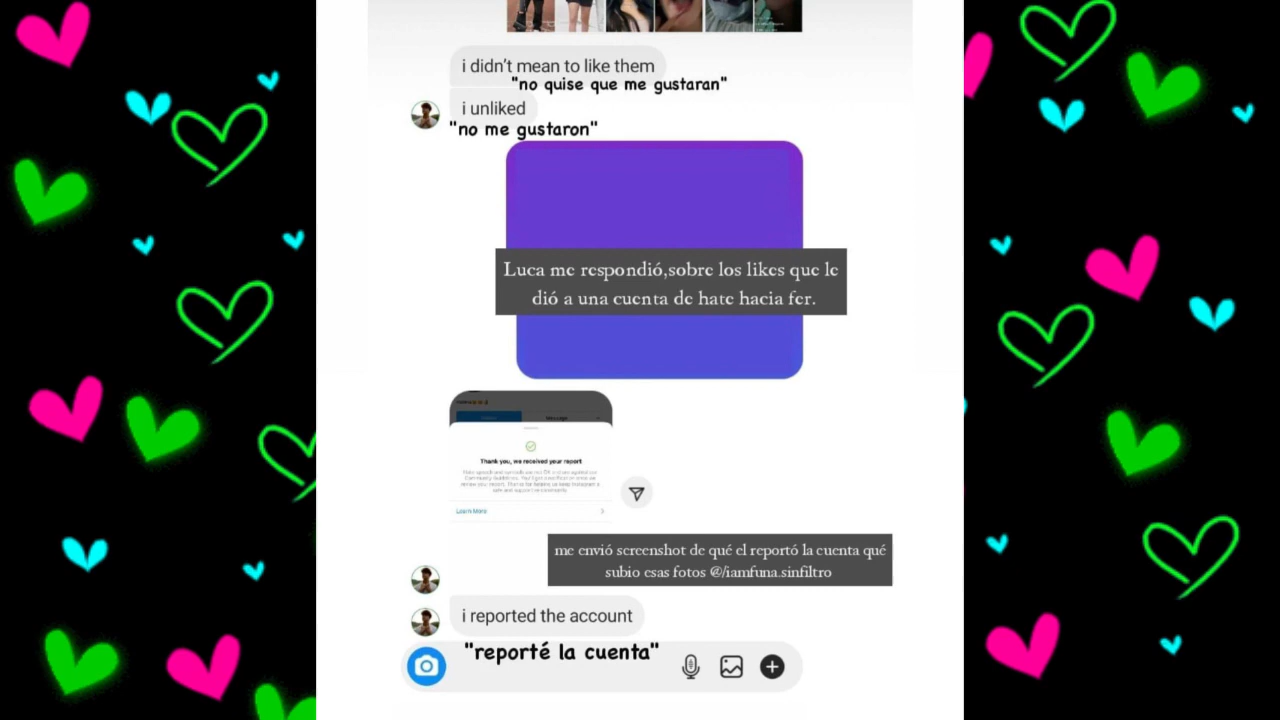 i didn't mean to like them
"no quise que me gustaran"
i unliked
"no me gustaron"
Luca me respondió,sobre los likes que le
dió a una cuenta de hate hacia fer.
Message
Thank you, we received your report
Learn More
me envió screenshot de qué el reportó la cuenta qué
subio esas fotos @/iamfuna.sinfiltro
i reported the account
"reporté la cuenta"